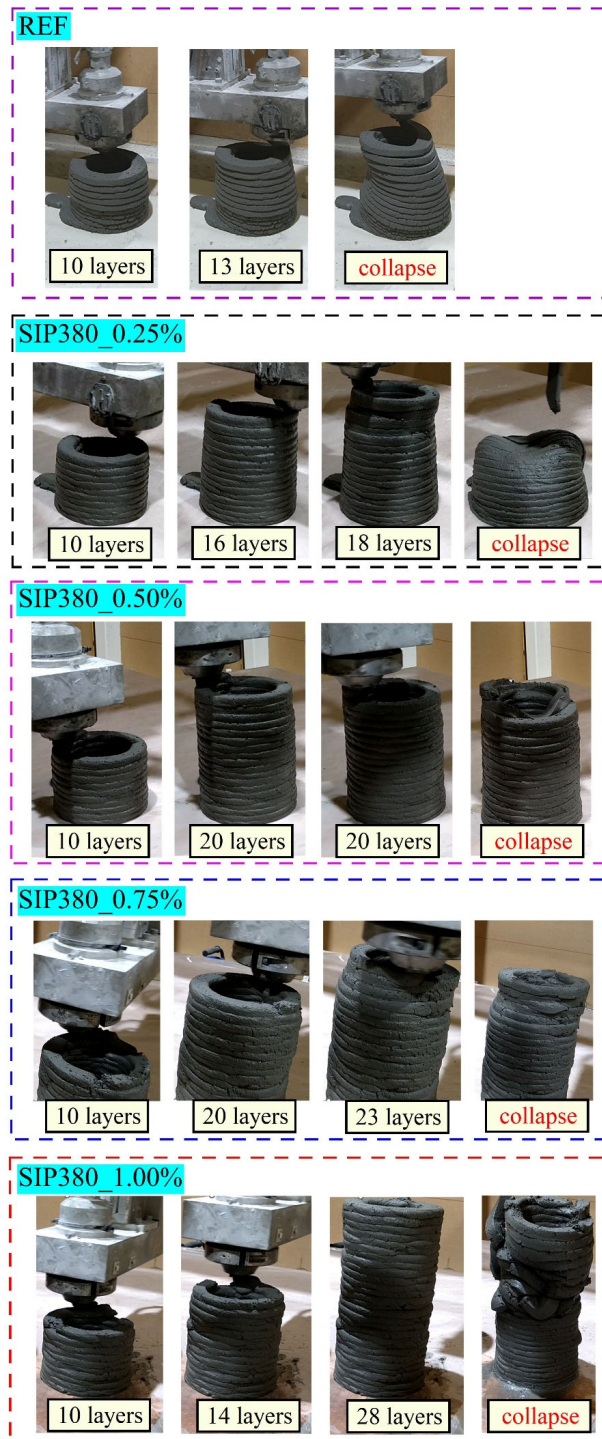 REF
10 layers
13 layers
collapse
SIP380_0.25%
10 layers
16 layers
18 layers
collapse
SIP380_0.50%
10 layers
20 layers
20 layers
collapse
SIP380_0.75%
10 layers
20 layers
23 layers
collapse
SIP380_1.00%
10 layers
14 layers
28 layers
collapse